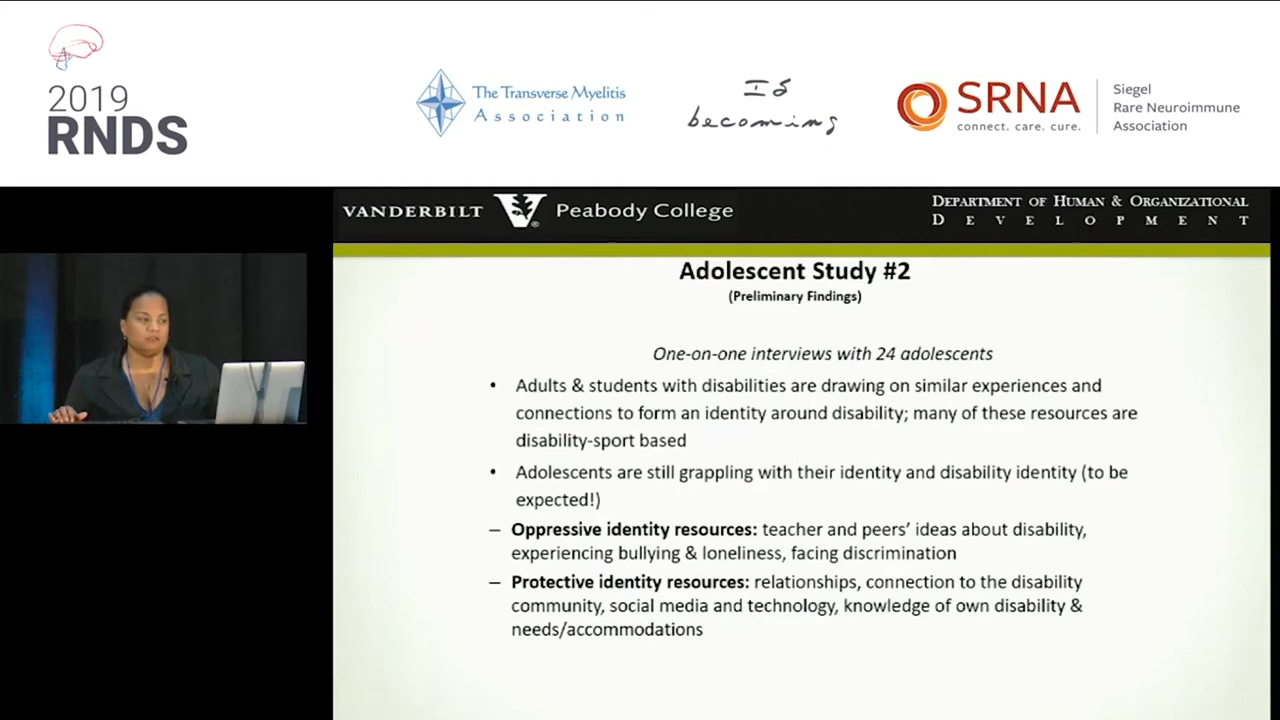 2019
RNDS
The Transverse Myelitis
Association
Is
becoming
SRNA
connect. care. cure.
Siegel
Rare Neuroimmune
Association
VANDERBILT V® Peabody College
DEPARTMENT OF HUMAN & ORGANIZATIONAL
DEVELOPMENT
Adolescent Study #2
(Preliminary Findings)
One-on-one interviews with 24 adolescents
• Adults & students with disabilities are drawing on similar experiences and
connections to form an identity around disability; many of these resources are
disability-sport based
• Adolescents are still grappling with their identity and disability identity (to be
expected!)
– Oppressive identity resources: teacher and peers’ ideas about disability,
experiencing bullying & loneliness, facing discrimination
– Protective identity resources: relationships, connection to the disability
community, social media and technology, knowledge of own disability &
needs/accommodations